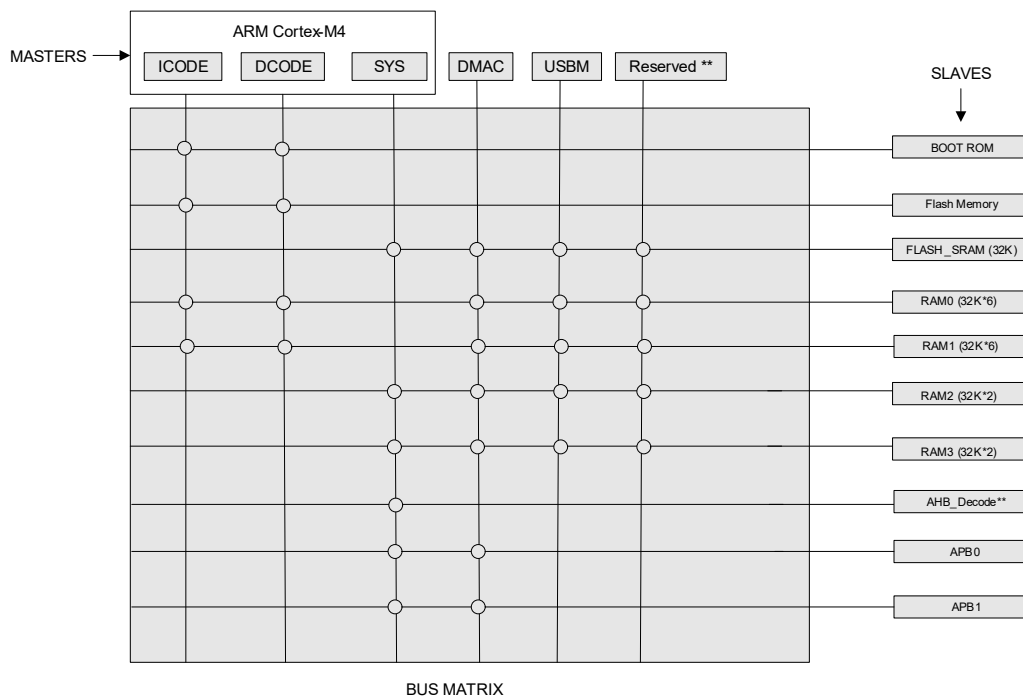 ARM Cortex-M4
MASTERS
ICODE DCODE SYS DMAC USBM Reserved **
SLAVES
BOOT ROM
Flash Memory
FLASH_SRAM (32K)
RAM0 (32K*6)
RAM1 (32K*6)
RAM2 (32K*2)
RAM3 (32K*2)
AHB_Decode**
APB0
APB1
BUS MATRIX